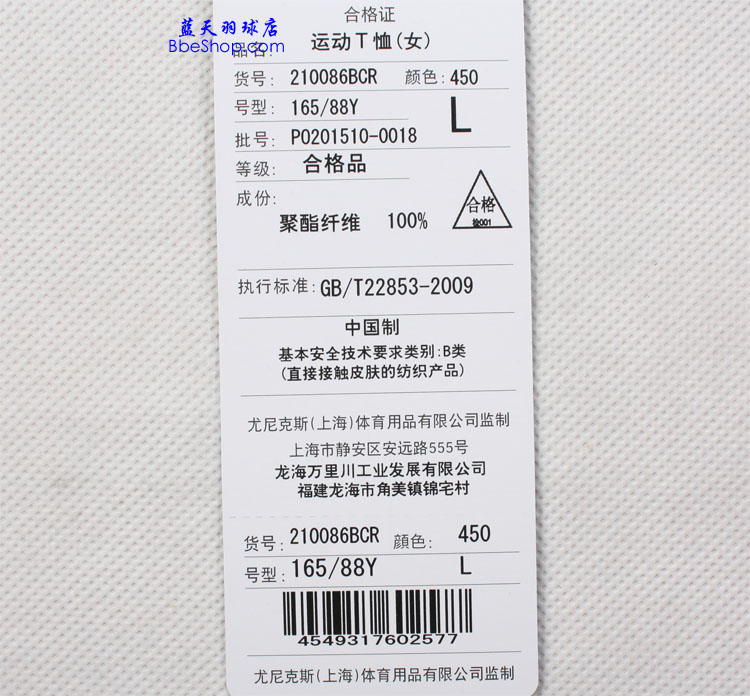 蓝天羽球店
BbeShop.com
合格证
品名: 运动T恤(女)
货号: 210086BCR 颜色: 450
号型: 165/88Y L
批号: PO201510-0018
等级: 合格品
成份:
聚酯纤维 100%
合格
检001
执行标准: GB/T22853-2009
中国制
基本安全技术要求类别:B类
(直接接触皮肤的纺织产品)
尤尼克斯(上海)体育用品有限公司监制
上海市静安区安远路555号
龙海万里川工业发展有限公司
福建龙海市角美镇锦宅村
货号: 210086BCR 顔色: 450
号型: 165/88Y L
4549317602577
尤尼克斯(上海)体育用品有限公司监制